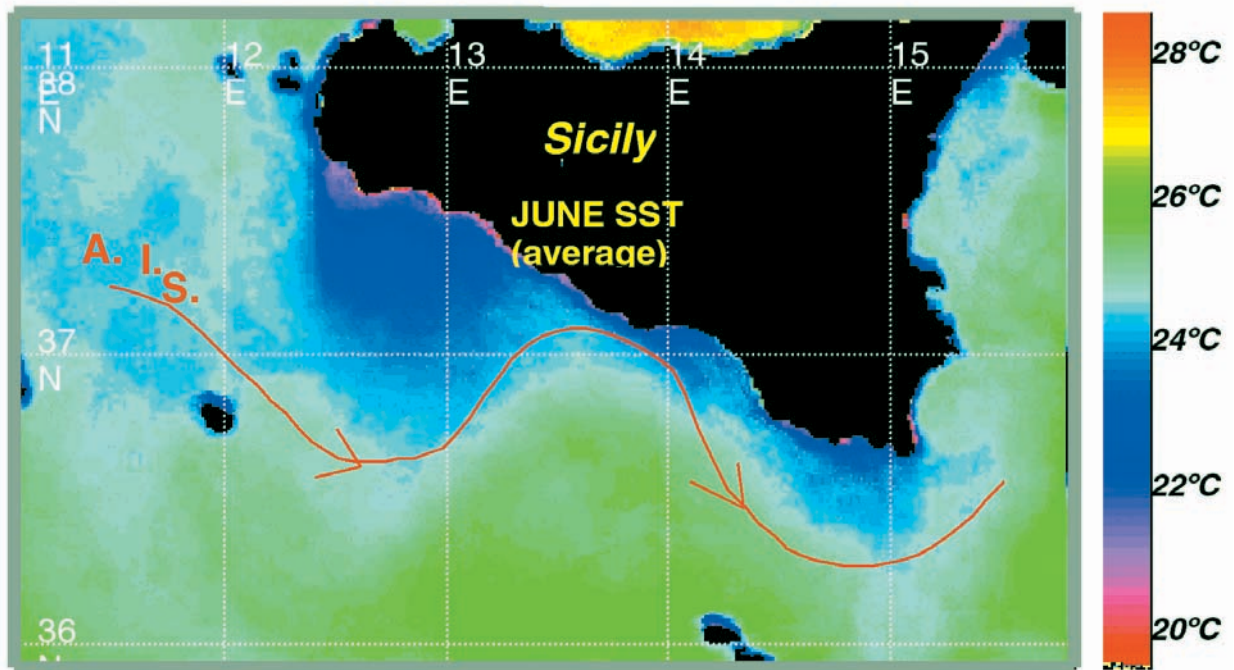 11
E
12
E
13
E
14
E
15
E
38
N
Sicily
JUNE SST
(average)
A. I.
S.
37
N
36
N
28°C
26°C
24°C
22°C
20°C